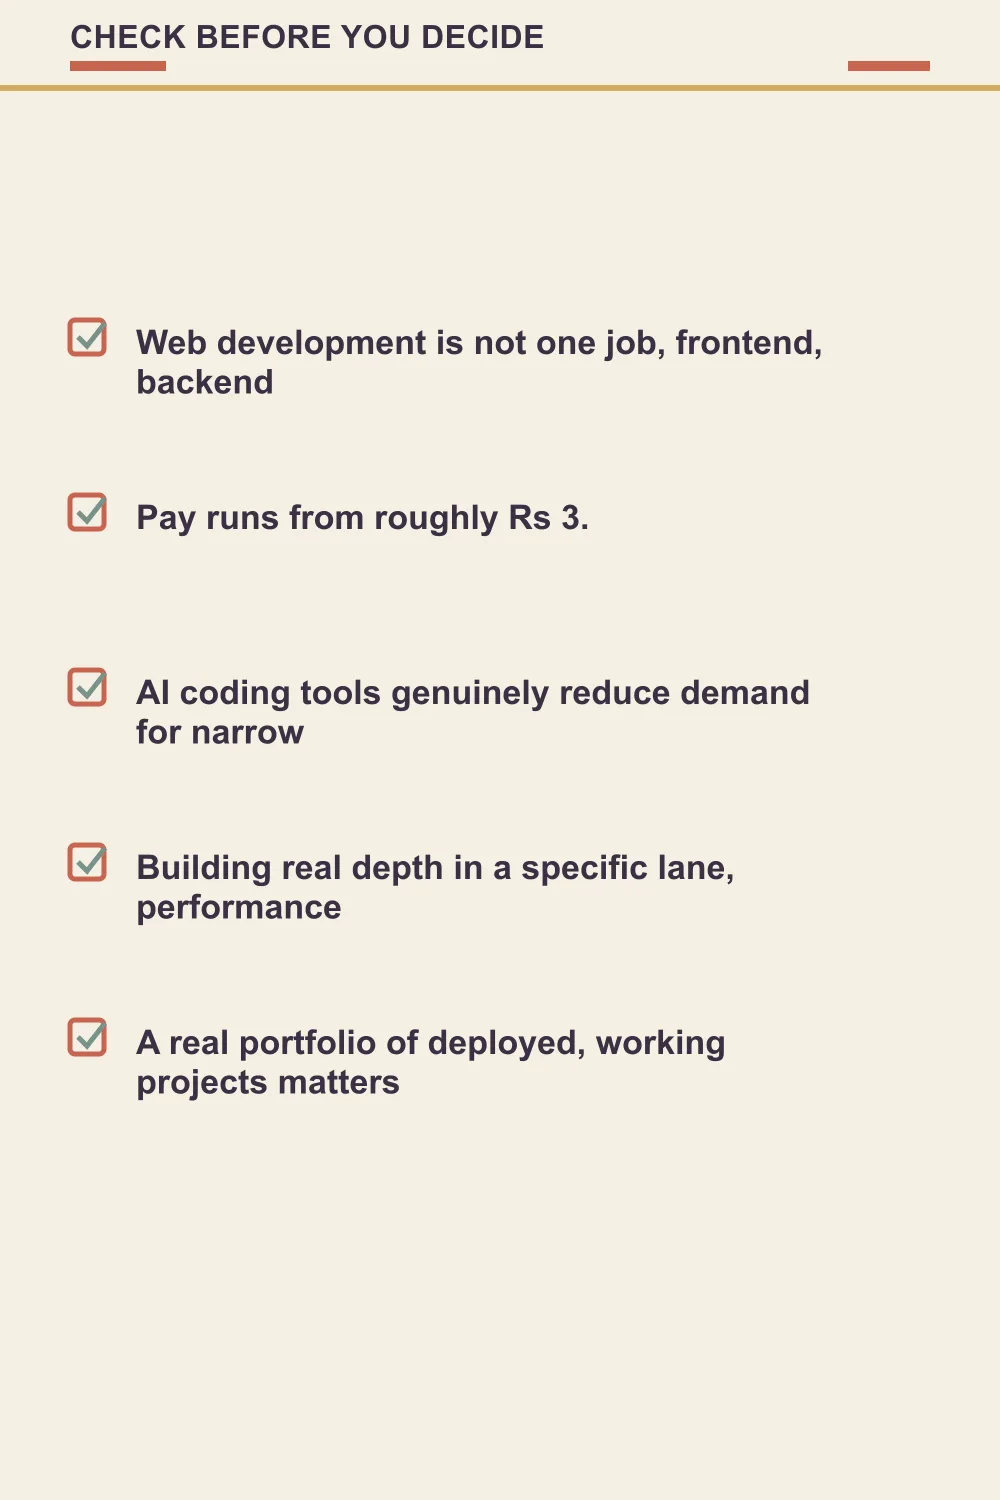 CHECK BEFORE YOU DECIDE
Web development is not one job, frontend,
backend
Pay runs from roughly Rs 3.
AI coding tools genuinely reduce demand
for narrow
Building real depth in a specific lane,
performance
A real portfolio of deployed, working
projects matters